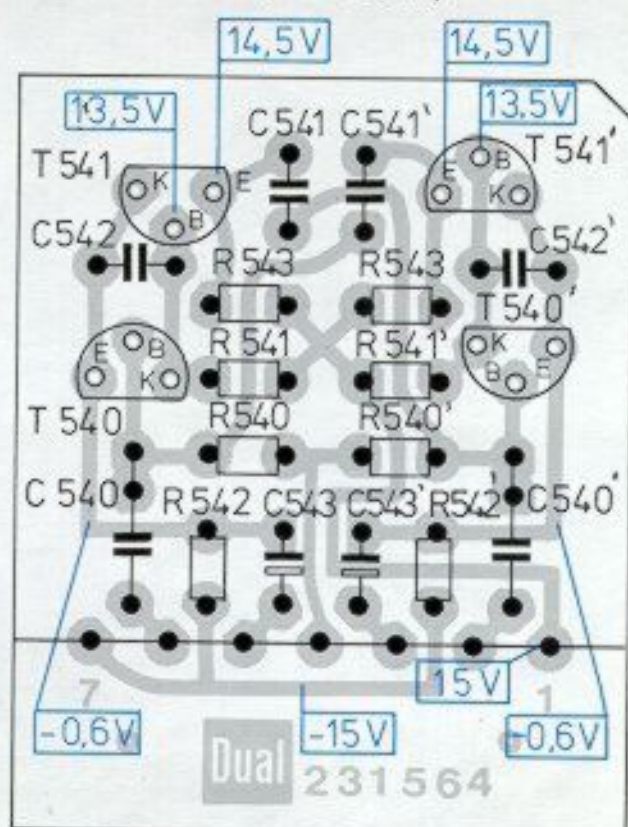 14,5V 14,5V
13,5V 13.5V
C541 C541'
T541 K E B E B K T541'
C542 C542'
R543 R543
T540'
E B K K B E
R541 R541'
T540 R540 R540'
C540 C540'
R542 C543 C543' R542'
7 15V 1
-0,6V -15V -0,6V
Dual 231564